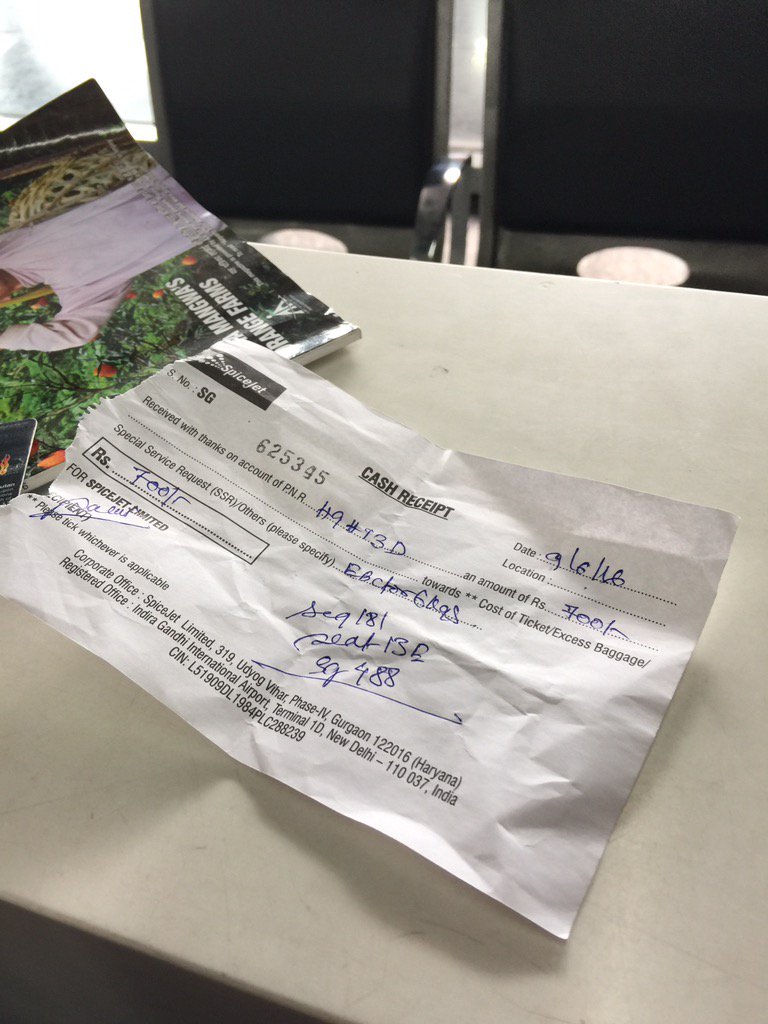 MANGWA'S
RANGE FARMS
SpiceJet
S. No. : SG
625345
CASH RECEIPT
Date : 9/6/16
Location :
Received with thanks on account of P.N.R. an amount of Rs. 700/-
Special Service Request (SSR)/Others (please specify) towards ** Cost of Ticket/Excess Baggage/
Rs. 700/-
Seq 181
Seat 13E
Sg 488
FOR SPICEJET LIMITED
** Please tick whichever is applicable
Corporate Office : SpiceJet Limited, 319, Udyog Vihar, Phase-IV, Gurgaon 122016 (Haryana)
Registered Office : Indira Gandhi International Airport, Terminal 1D, New Delhi – 110 037, India
CIN: L51909DL1984PLC288239